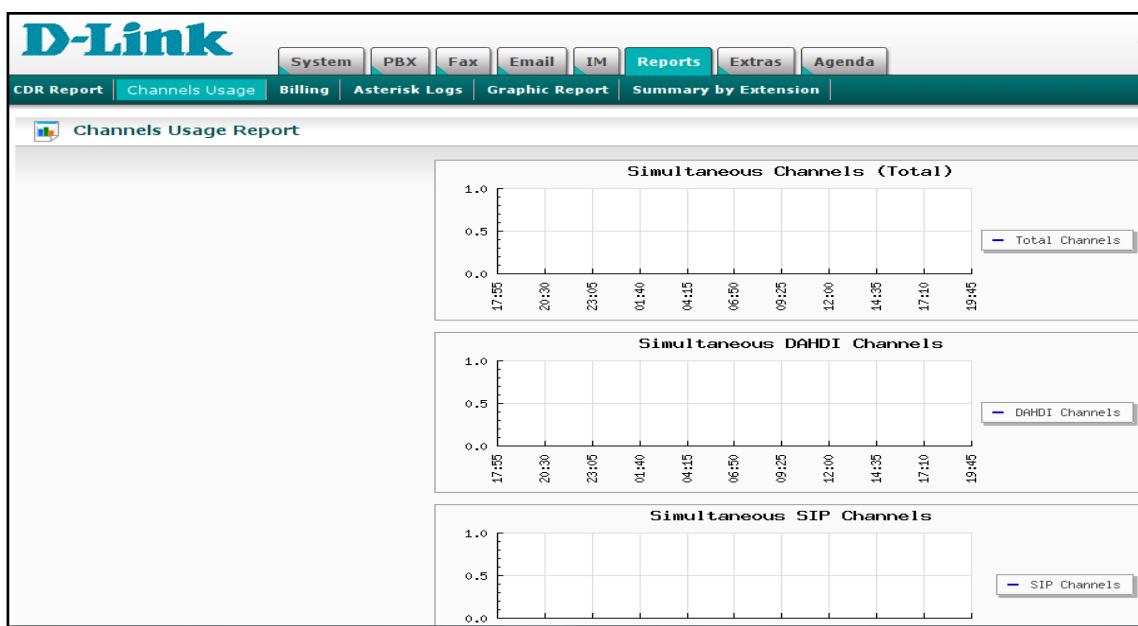 D-Link
System PBX Fax Email IM Reports Extras Agenda
CDR Report Channels Usage Billing Asterisk Logs Graphic Report Summary by Extension
Channels Usage Report
Simultaneous Channels (Total)
1.0
0.5
0.0
17:55 20:30 23:05 01:40 04:15 06:50 09:25 12:00 14:35 17:10 19:45
Total Channels
Simultaneous DAHDI Channels
1.0
0.5
0.0
17:55 20:30 23:05 01:40 04:15 06:50 09:25 12:00 14:35 17:10 19:45
DAHDI Channels
Simultaneous SIP Channels
1.0
0.5
0.0
SIP Channels